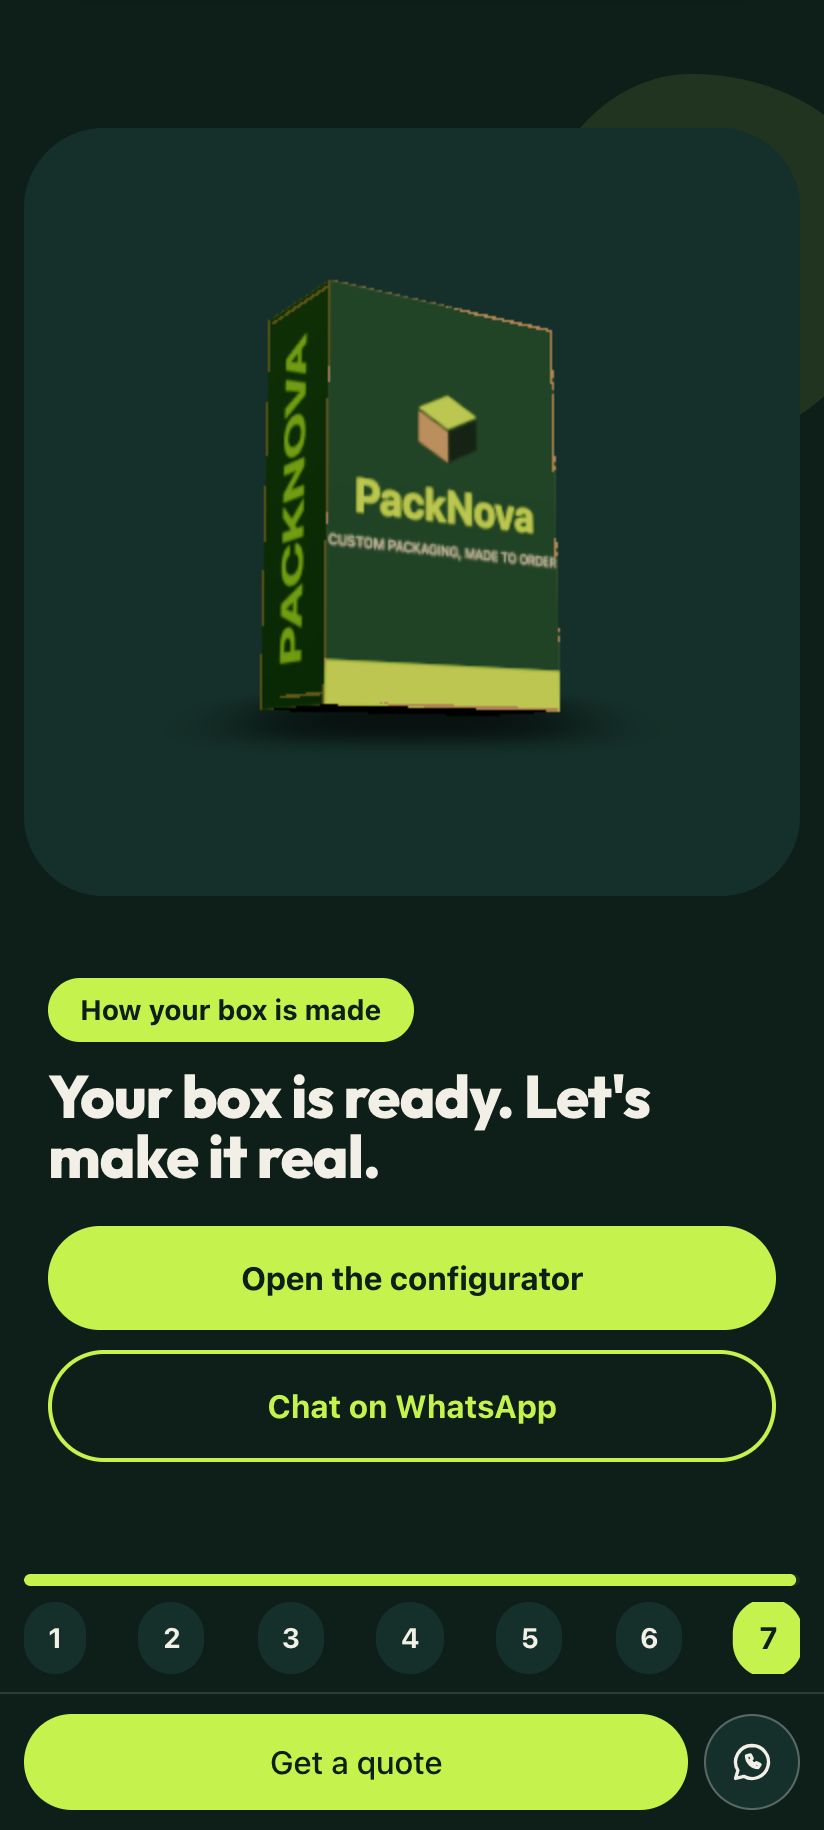 PACKNOVA
PackNova
CUSTOM PACKAGING, MADE TO ORDER
How your box is made
Your box is ready. Let's
make it real.
Open the configurator
Chat on WhatsApp
1 2 3 4 5 6 7
Get a quote